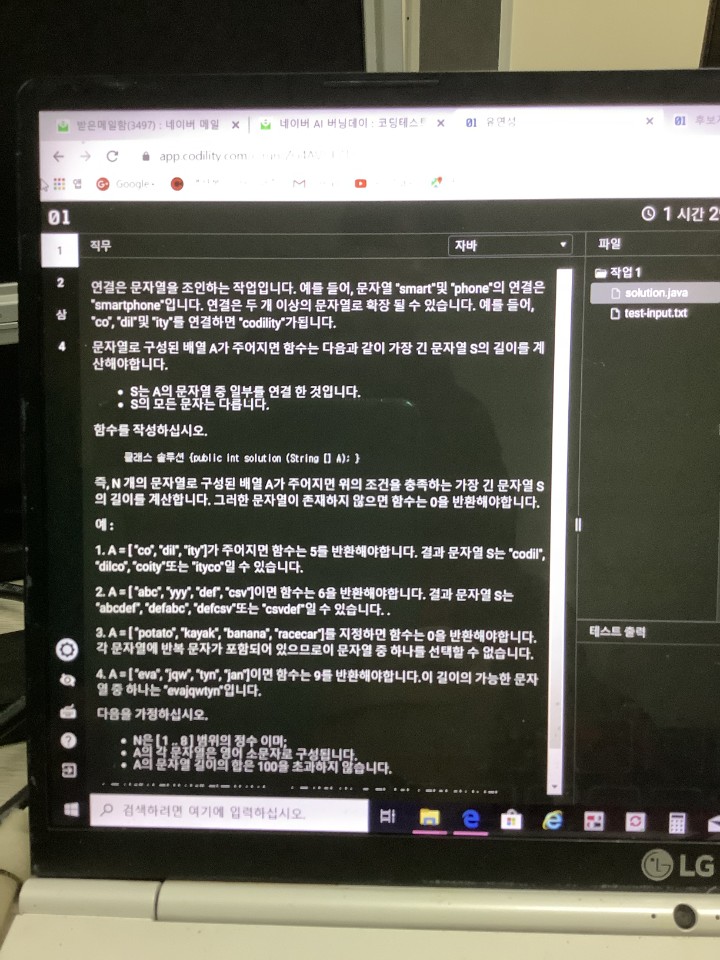 받은메일함(3497) : 네이버 메일
네이버 AI 버닝데이 : 코딩테스트
01 유연성
01 후보
app.codility.com
앱
Google
01
1 시간 2
1
직무
자바
파일
2
작업 1
solution.java
test-input.txt
상
4
연결은 문자열을 조인하는 작업입니다. 예를 들어, 문자열 "smart"및 "phone"의 연결은
"smartphone"입니다. 연결은 두 개 이상의 문자열로 확장 될 수 있습니다. 예를 들어,
"co", "dil"및 "ity"를 연결하면 "codility"가됩니다.
문자열로 구성된 배열 A가 주어지면 함수는 다음과 같이 가장 긴 문자열 S의 길이를 계
산해야합니다.
• S는 A의 문자열 중 일부를 연결 한 것입니다.
• S의 모든 문자는 다릅니다.
함수를 작성하십시오.
클래스 솔루션 {public int solution (String [] A); }
즉, N 개의 문자열로 구성된 배열 A가 주어지면 위의 조건을 충족하는 가장 긴 문자열 S
의 길이를 계산합니다. 그러한 문자열이 존재하지 않으면 함수는 0을 반환해야합니다.
예 :
1. A = [ "co", "dil", "ity"]가 주어지면 함수는 5를 반환해야합니다. 결과 문자열 S는 "codil",
"dilco", "coity"또는 "ityco"일 수 있습니다.
2. A = [ "abc", "yyy", "def", "csv"]이면 함수는 6을 반환해야합니다. 결과 문자열 S는
"abcdef", "defabc", "defcsv"또는 "csvdef"일 수 있습니다. .
3. A = [ "potato", "kayak", "banana", "racecar"]를 지정하면 함수는 0을 반환해야합니다.
각 문자열에 반복 문자가 포함되어 있으므로이 문자열 중 하나를 선택할 수 없습니다.
4. A = [ "eva", "jqw", "tyn", "jan"]이면 함수는 9를 반환해야합니다.이 길이의 가능한 문자
열 중 하나는 "evajqwtyn"입니다.
다음을 가정하십시오.
• N은 [ 1 .. 8 ] 범위의 정수 이며;
• A의 각 문자열은 영어 소문자로 구성됩니다.
• A의 문자열 길이의 합은 100을 초과하지 않습니다.
테스트 출력
검색하려면 여기에 입력하십시오.
LG